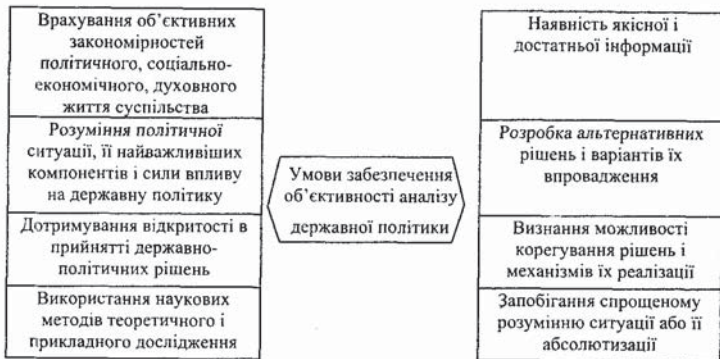 Врахування об’єктивних
закономірностей
політичного, соціально-
економічного, духовного
життя суспільства
Розуміння політичної
ситуації, її найважливіших
компонентів і сили впливу
на державну політику
Дотримування відкритості в
прийнятті державно-
політичних рішень
Використання наукових
методів теоретичного і
прикладного дослідження
Умови забезпечення
об’єктивності аналізу
державної політики
Наявність якісної і
достатньої інформації
Розробка альтернативних
рішень і варіантів їх
впровадження
Визнання можливості
корегування рішень і
механізмів їх реалізації
Запобігання спрощеному
розумінню ситуації або її
абсолютизації